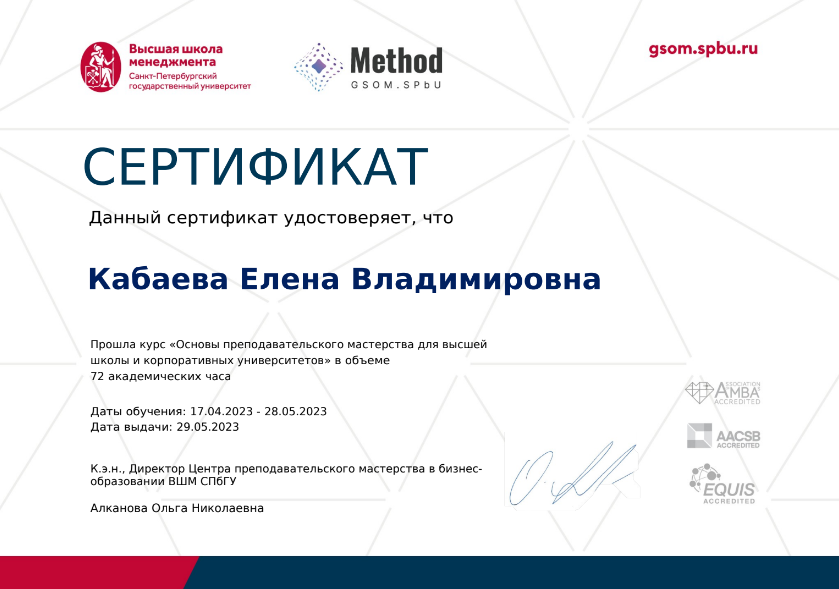 Высшая школа
менеджмента
Санкт-Петербургский
государственный университет
Method
GSOM.SPbU
gsom.spbu.ru
СЕРТИФИКАТ
Данный сертификат удостоверяет, что
Кабаева Елена Владимировна
Прошла курс «Основы преподавательского мастерства для высшей
школы и корпоративных университетов» в объеме
72 академических часа
Даты обучения: 17.04.2023 - 28.05.2023
Дата выдачи: 29.05.2023
К.э.н., Директор Центра преподавательского мастерства в бизнес-
образовании ВШМ СПбГУ
Алканова Ольга Николаевна
ASSOCIATION
AMBA
ACCREDITED
AACSB
ACCREDITED
EQUIS
ACCREDITED